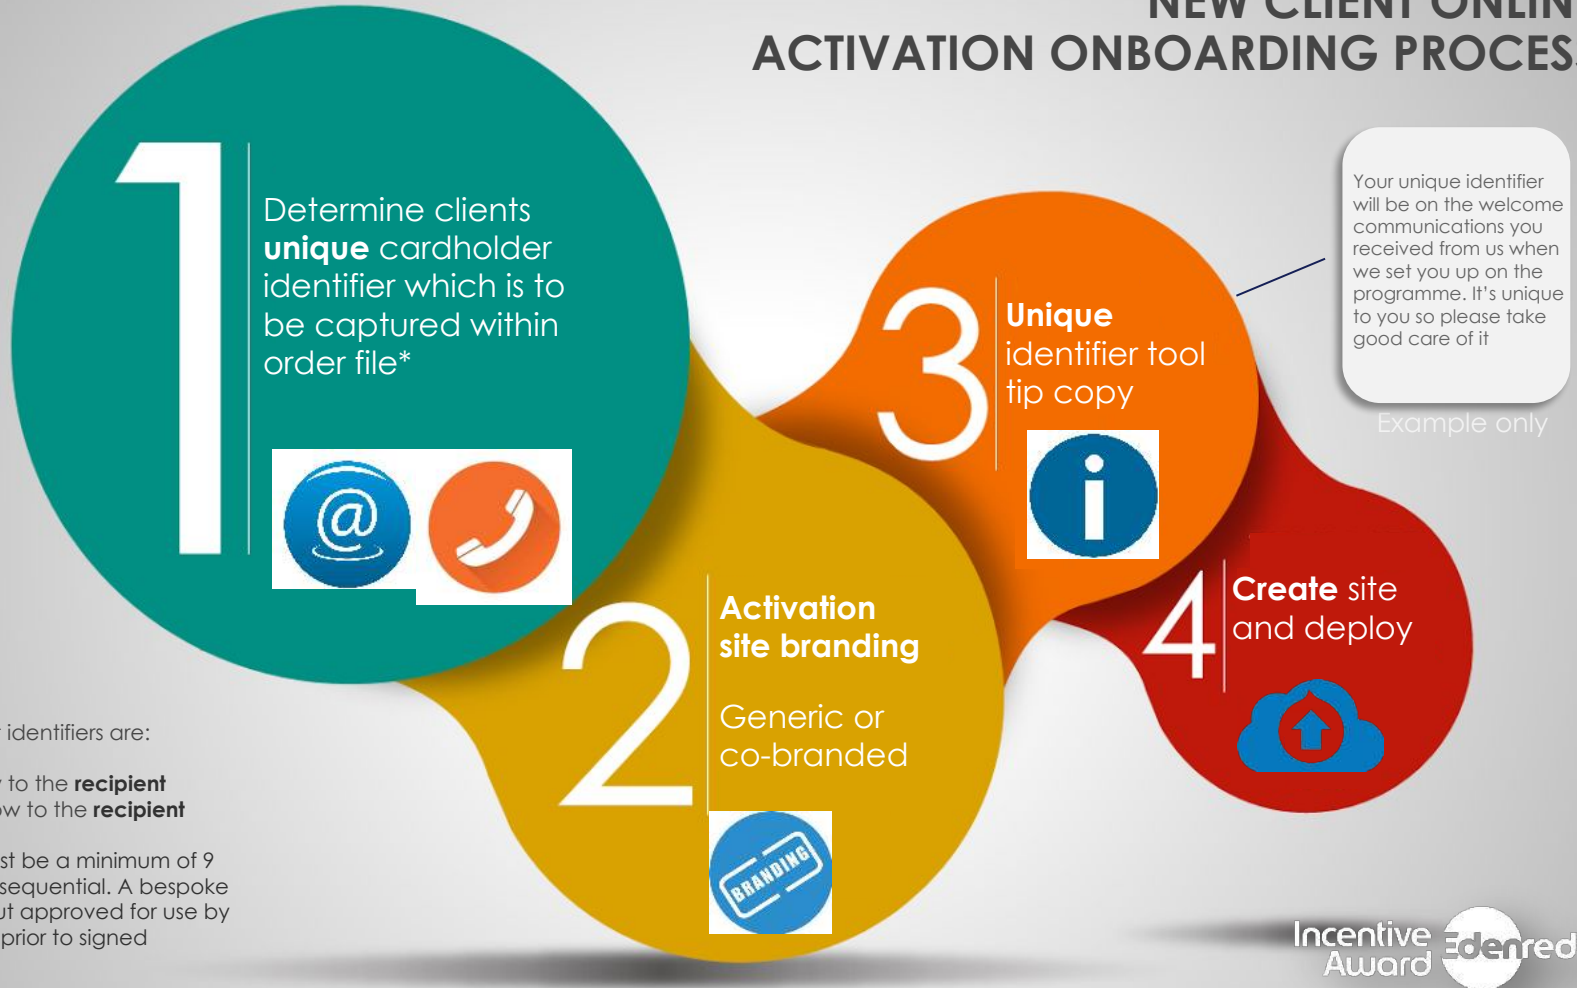 NEW CLIENT ONLIN
ACTIVATION ONBOARDING PROCES
1
Determine clients
unique cardholder
identifier which is to
be captured within
order file*
@
2
Activation
site branding
Generic or
co-branded
BRANDING
3
Unique
identifier tool
tip copy
i
Your unique identifier
will be on the welcome
communications you
received from us when
we set you up on the
programme. It’s unique
to you so please take
good care of it
Example only
4
Create site
and deploy
identifiers are:
to the recipient
ow to the recipient
st be a minimum of 9
sequential. A bespoke
ut approved for use by
prior to signed
Incentive
Award
Edenred